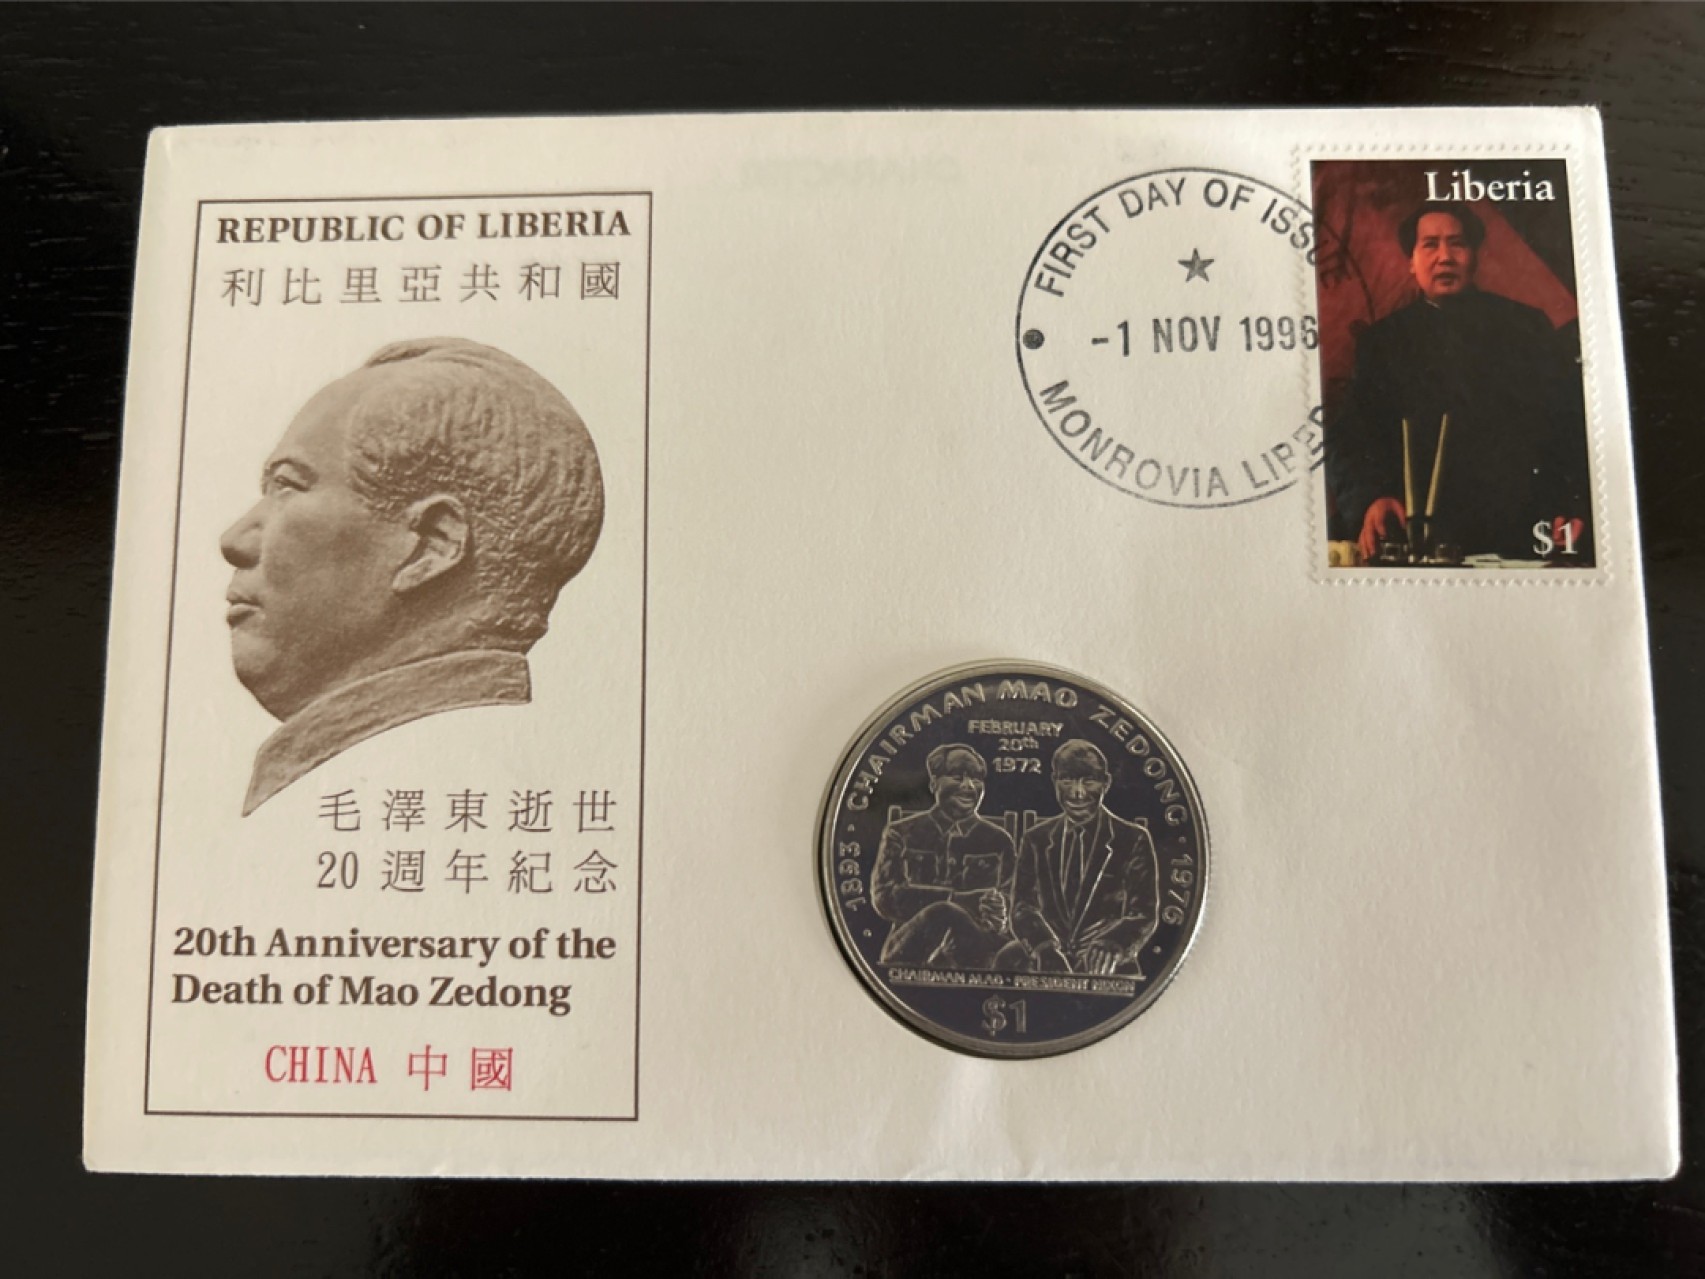 REPUBLIC OF LIBERIA
利比里亞共和國
毛澤東逝世
20週年紀念
20th Anniversary of the
Death of Mao Zedong
CHINA 中國
FIRST DAY OF ISSUE
-1 NOV 1996
MONROVIA LIBER
Liberia
$1
1893 · CHAIRMAN MAO ZEDONG · 1976
FEBRUARY
20th
1972
CHAIRMAN MAO · PRESIDENT NIXON
$1